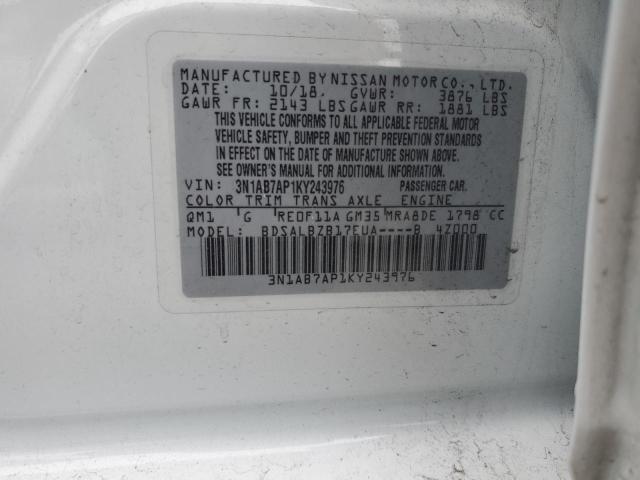 MANUFACTURED BY NISSAN MOTOR CO., LTD.
DATE: 10/18. GVWR: 3876 LBS
GAWR FR: 2143 LBS GAWR RR: 1881 LBS
THIS VEHICLE CONFORMS TO ALL APPLICABLE FEDERAL MOTOR
VEHICLE SAFETY, BUMPER AND THEFT PREVENTION STANDARDS
IN EFFECT ON THE DATE OF MANUFACTURE SHOWN ABOVE.
SEE OWNER'S MANUAL FOR FURTHER INFORMATION.
VIN: 3N1AB7AP1KY243976 PASSENGER CAR.
COLOR TRIM TRANS AXLE ENGINE
QM1 G RE0F11A GM35 MRA8DE 1798 CC
MODEL: BDSALBZB17EUA----B 4Z000
3N1AB7AP1KY243976